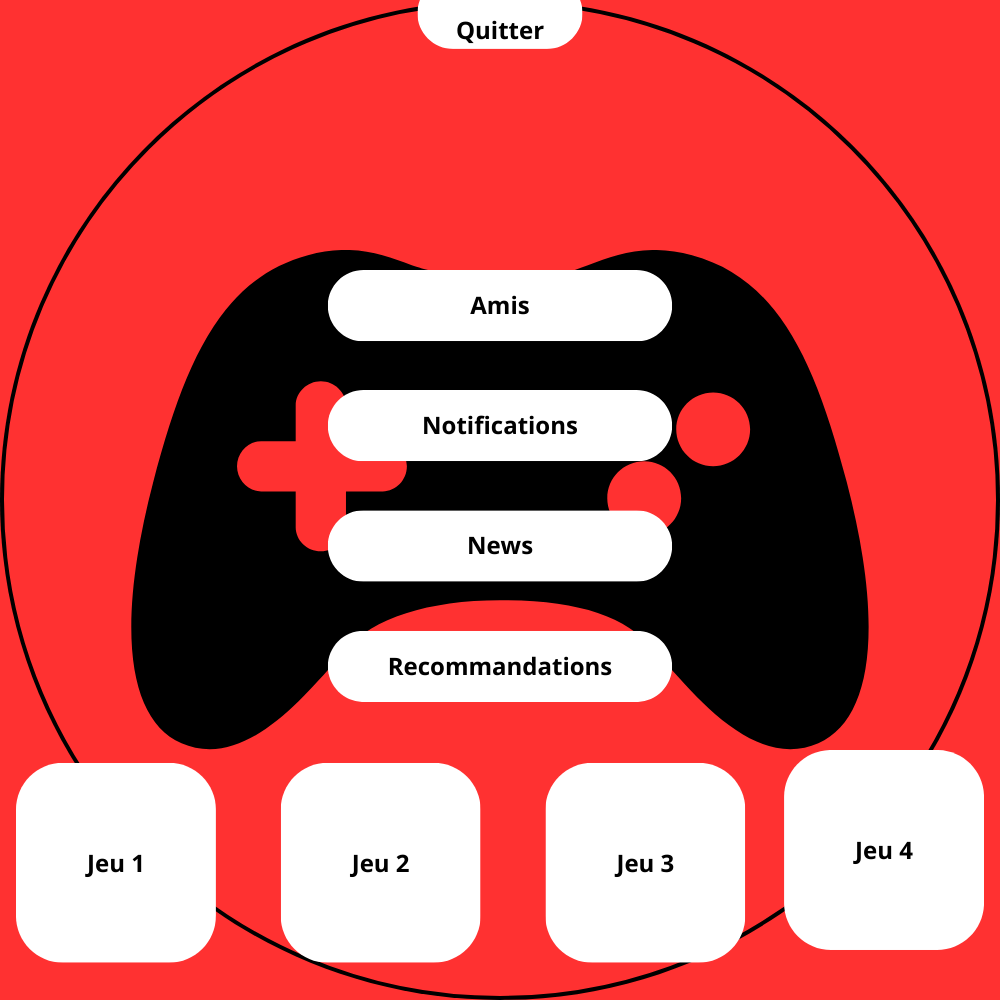 Quitter
Amis
Notifications
News
Recommandations
Jeu 1
Jeu 2
Jeu 3
Jeu 4